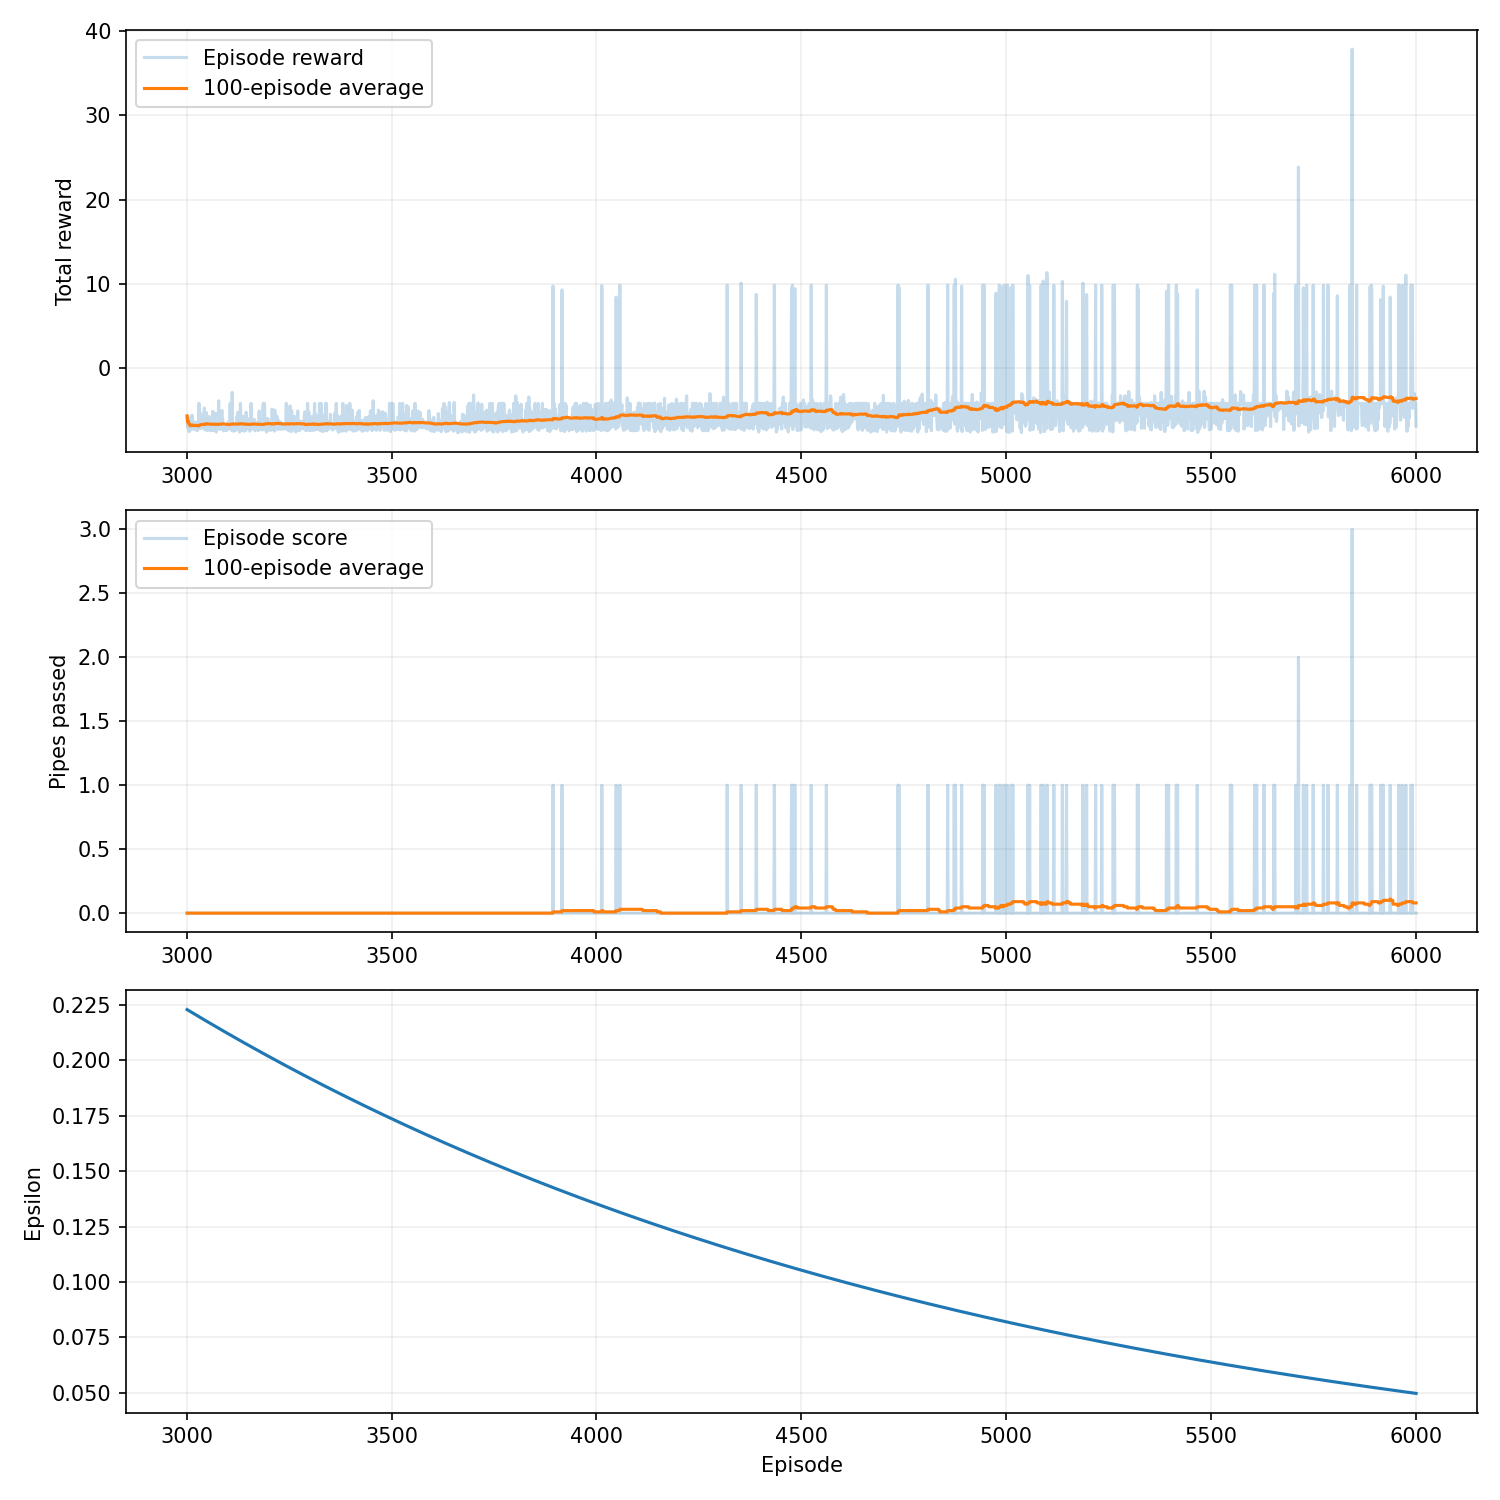 40
Episode reward
100-episode average
30
20
10
0
Total reward
3000 3500 4000 4500 5000 5500 6000
3.0
Episode score
100-episode average
2.5
2.0
1.5
1.0
0.5
0.0
Pipes passed
3000 3500 4000 4500 5000 5500 6000
0.225
0.200
0.175
0.150
0.125
0.100
0.075
0.050
Epsilon
3000 3500 4000 4500 5000 5500 6000
Episode